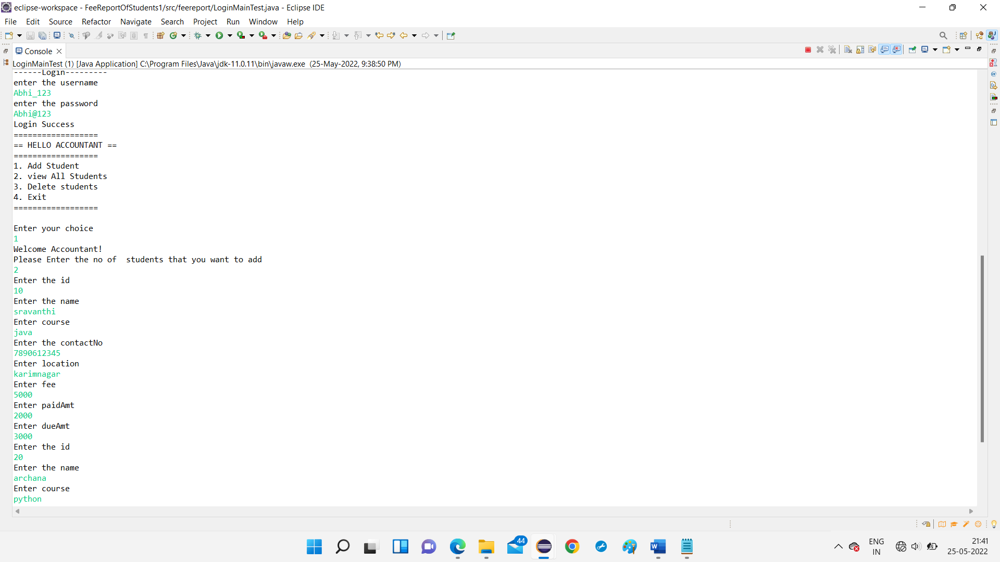 eclipse-workspace - FeeReportOfStudents1/src/feereport/LoginMainTest.java - Eclipse IDE
File Edit Source Refactor Navigate Search Project Run Window Help
Console
LoginMainTest (1) [Java Application] C:\Program Files\Java\jdk-11.0.11\bin\javaw.exe (25-May-2022, 9:38:50 PM)
------Login---------
enter the username
Abhi_123
enter the password
Abhi@123
Login Success
==================
== HELLO ACCOUNTANT ==
==================
1. Add Student
2. view All Students
3. Delete students
4. Exit
==================
Enter your choice
1
Welcome Accountant!
Please Enter the no of  students that you want to add
2
Enter the id
10
Enter the name
sravanthi
Enter course
java
Enter the contactNo
7890612345
Enter location
karimnagar
Enter fee
5000
Enter paidAmt
2000
Enter dueAmt
3000
Enter the id
20
Enter the name
archana
Enter course
python
44
ENG
IN
21:41
25-05-2022